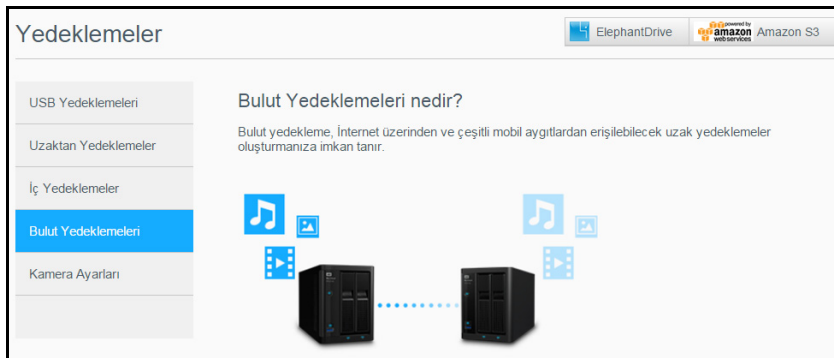 Yedeklemeler
ElephantDrive
powered by
amazon
web services
Amazon S3
USB Yedeklemeleri
Uzaktan Yedeklemeler
İç Yedeklemeler
Bulut Yedeklemeleri
Kamera Ayarları
Bulut Yedeklemeleri nedir?
Bulut yedekleme, İnternet üzerinden ve çeşitli mobil aygıtlardan erişilebilecek uzak yedeklemeler
oluşturmanıza imkan tanır.